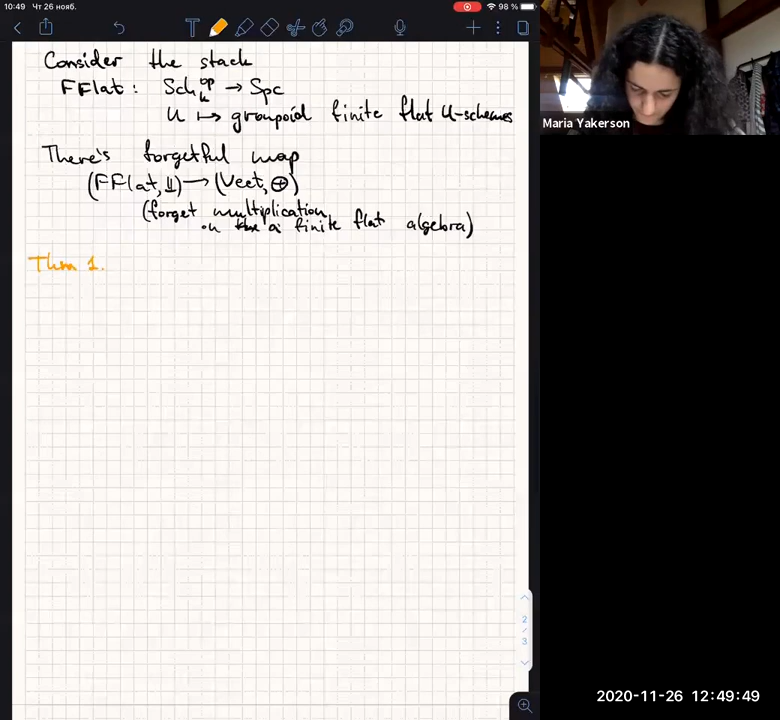 10:49 Чт 26 нояб.
98 %
Consider the stack
FFlat : Sch_k^op → Spc
U ↦ groupoid finite flat U-schemes
There's forgetful map
(FFlat, ⊔) → (Vect, ⊕)
(forget multiplication
on a finite flat algebra)
Thm 1.
Maria Yakerson
2
3
2020-11-26 12:49:49